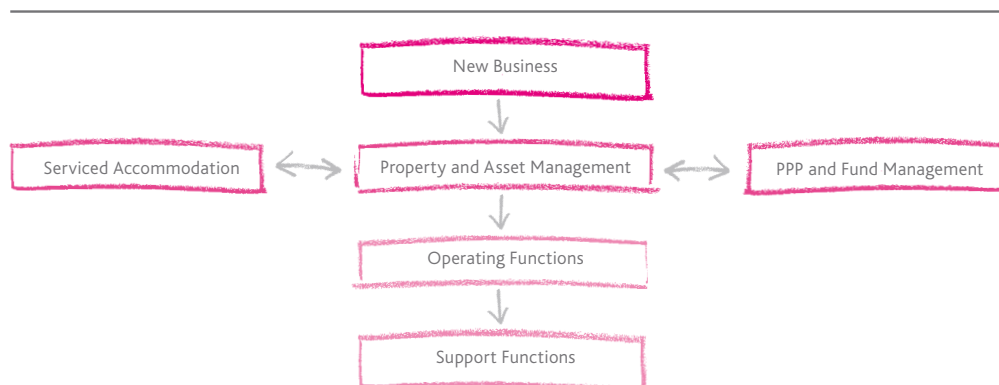 New Business
Serviced Accommodation
Property and Asset Management
PPP and Fund Management
Operating Functions
Support Functions